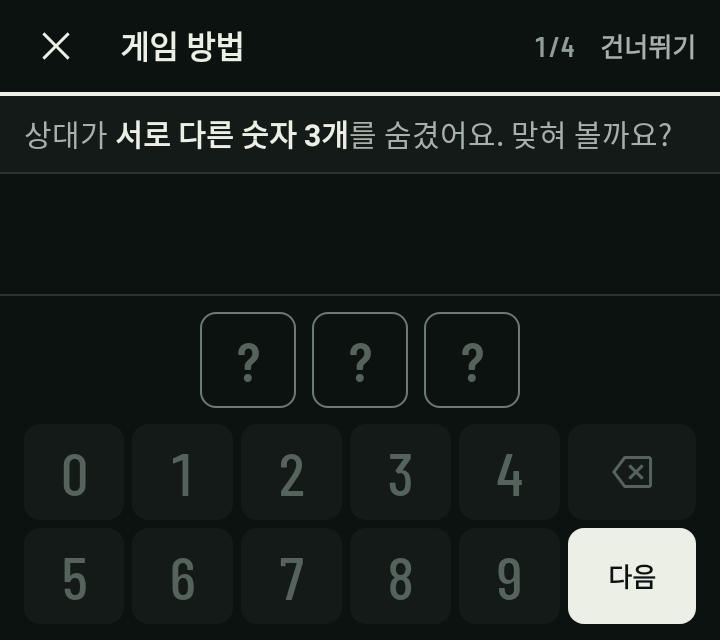 게임 방법
1/4 건너뛰기
상대가 서로 다른 숫자 3개를 숨겼어요. 맞혀 볼까요?
? ? ?
0 1 2 3 4
5 6 7 8 9 다음